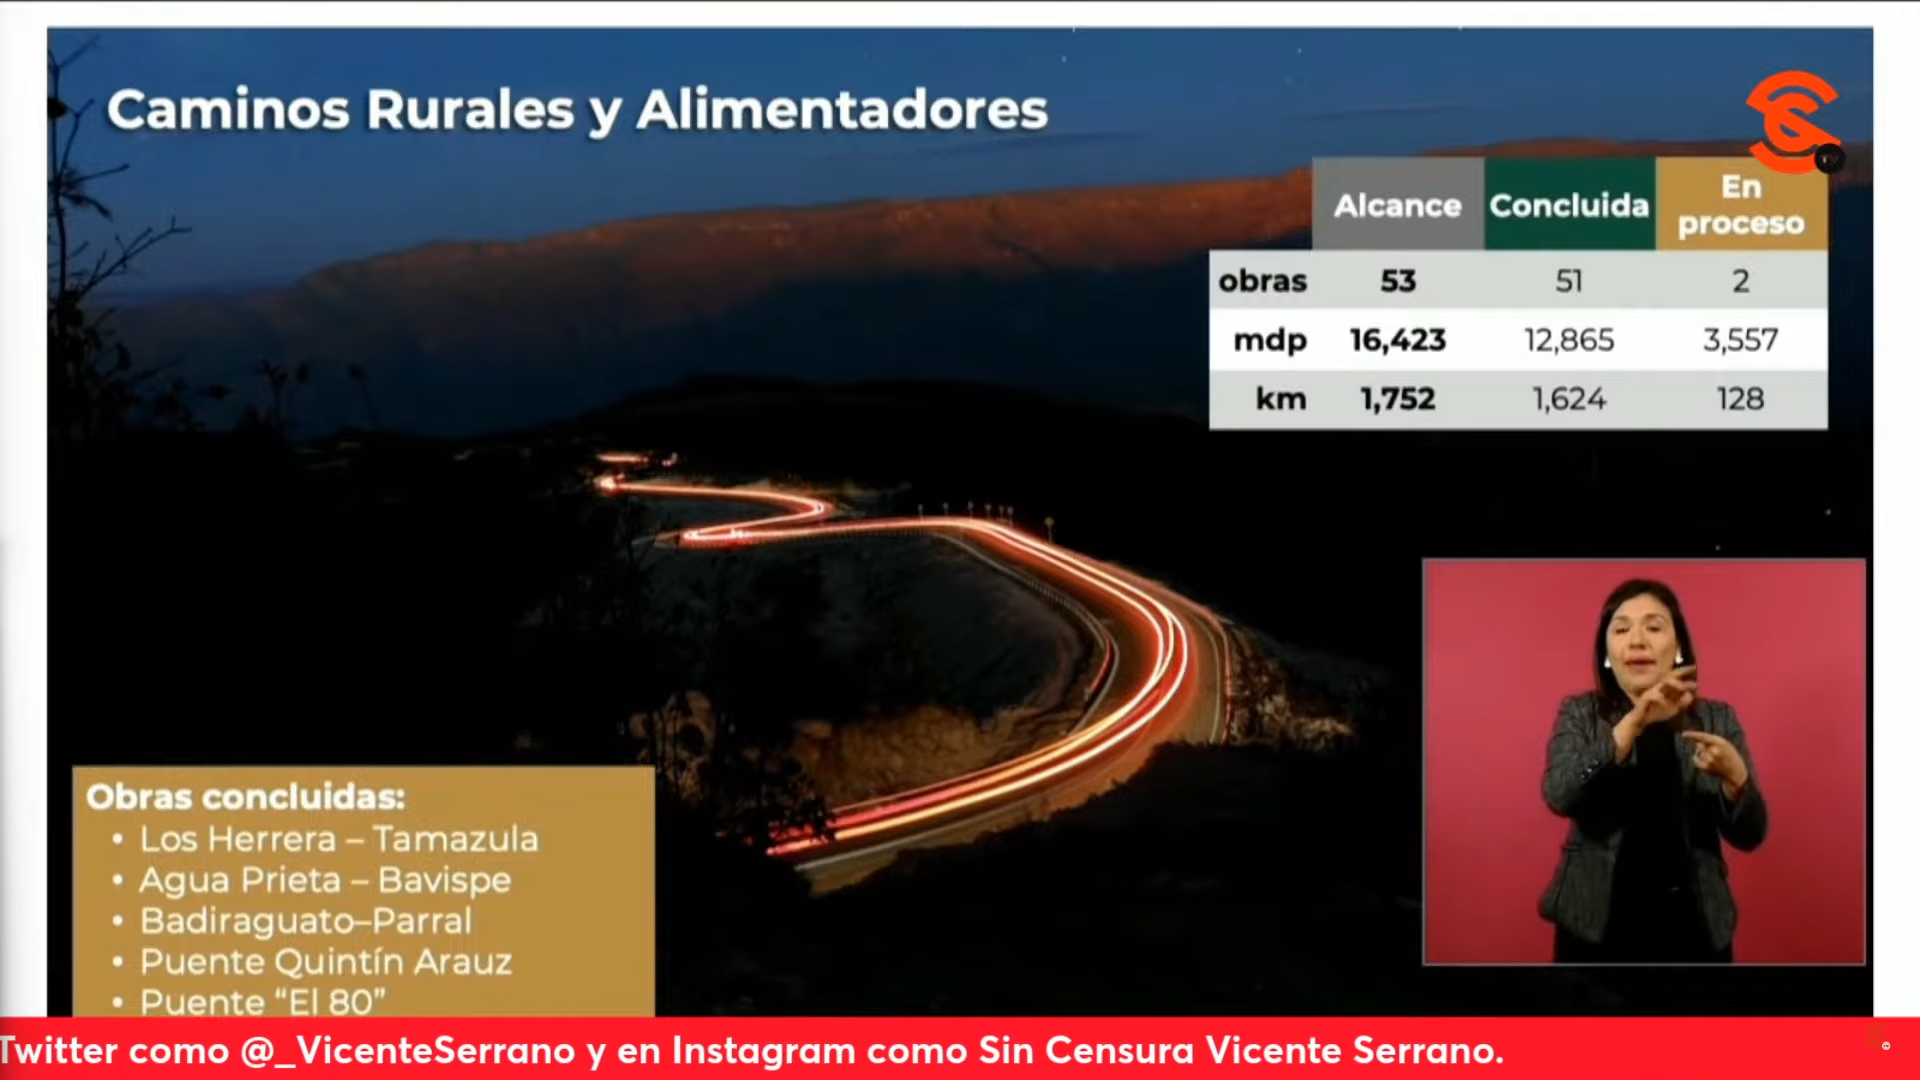 Caminos Rurales y Alimentadores
Alcance Concluida En proceso
obras 53 51 2
mdp 16,423 12,865 3,557
km 1,752 1,624 128
Obras concluidas:
• Los Herrera – Tamazula
• Agua Prieta – Bavispe
• Badiraguato–Parral
• Puente Quintín Arauz
• Puente “El 80”
Twitter como @_VicenteSerrano y en Instagram como Sin Censura Vicente Serrano.